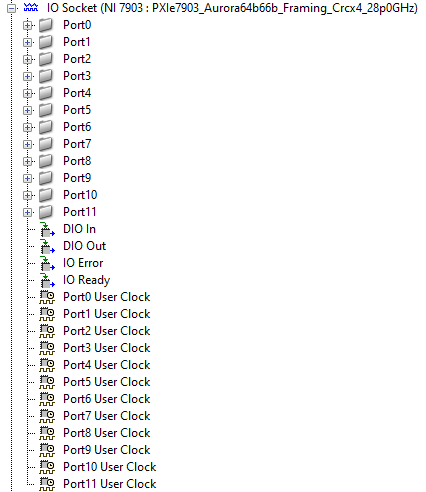 IO Socket (NI 7903 : PXIe7903_Aurora64b66b_Framing_Crcx4_28p0GHz)
Port0
Port1
Port2
Port3
Port4
Port5
Port6
Port7
Port8
Port9
Port10
Port11
DIO In
DIO Out
IO Error
IO Ready
Port0 User Clock
Port1 User Clock
Port2 User Clock
Port3 User Clock
Port4 User Clock
Port5 User Clock
Port6 User Clock
Port7 User Clock
Port8 User Clock
Port9 User Clock
Port10 User Clock
Port11 User Clock